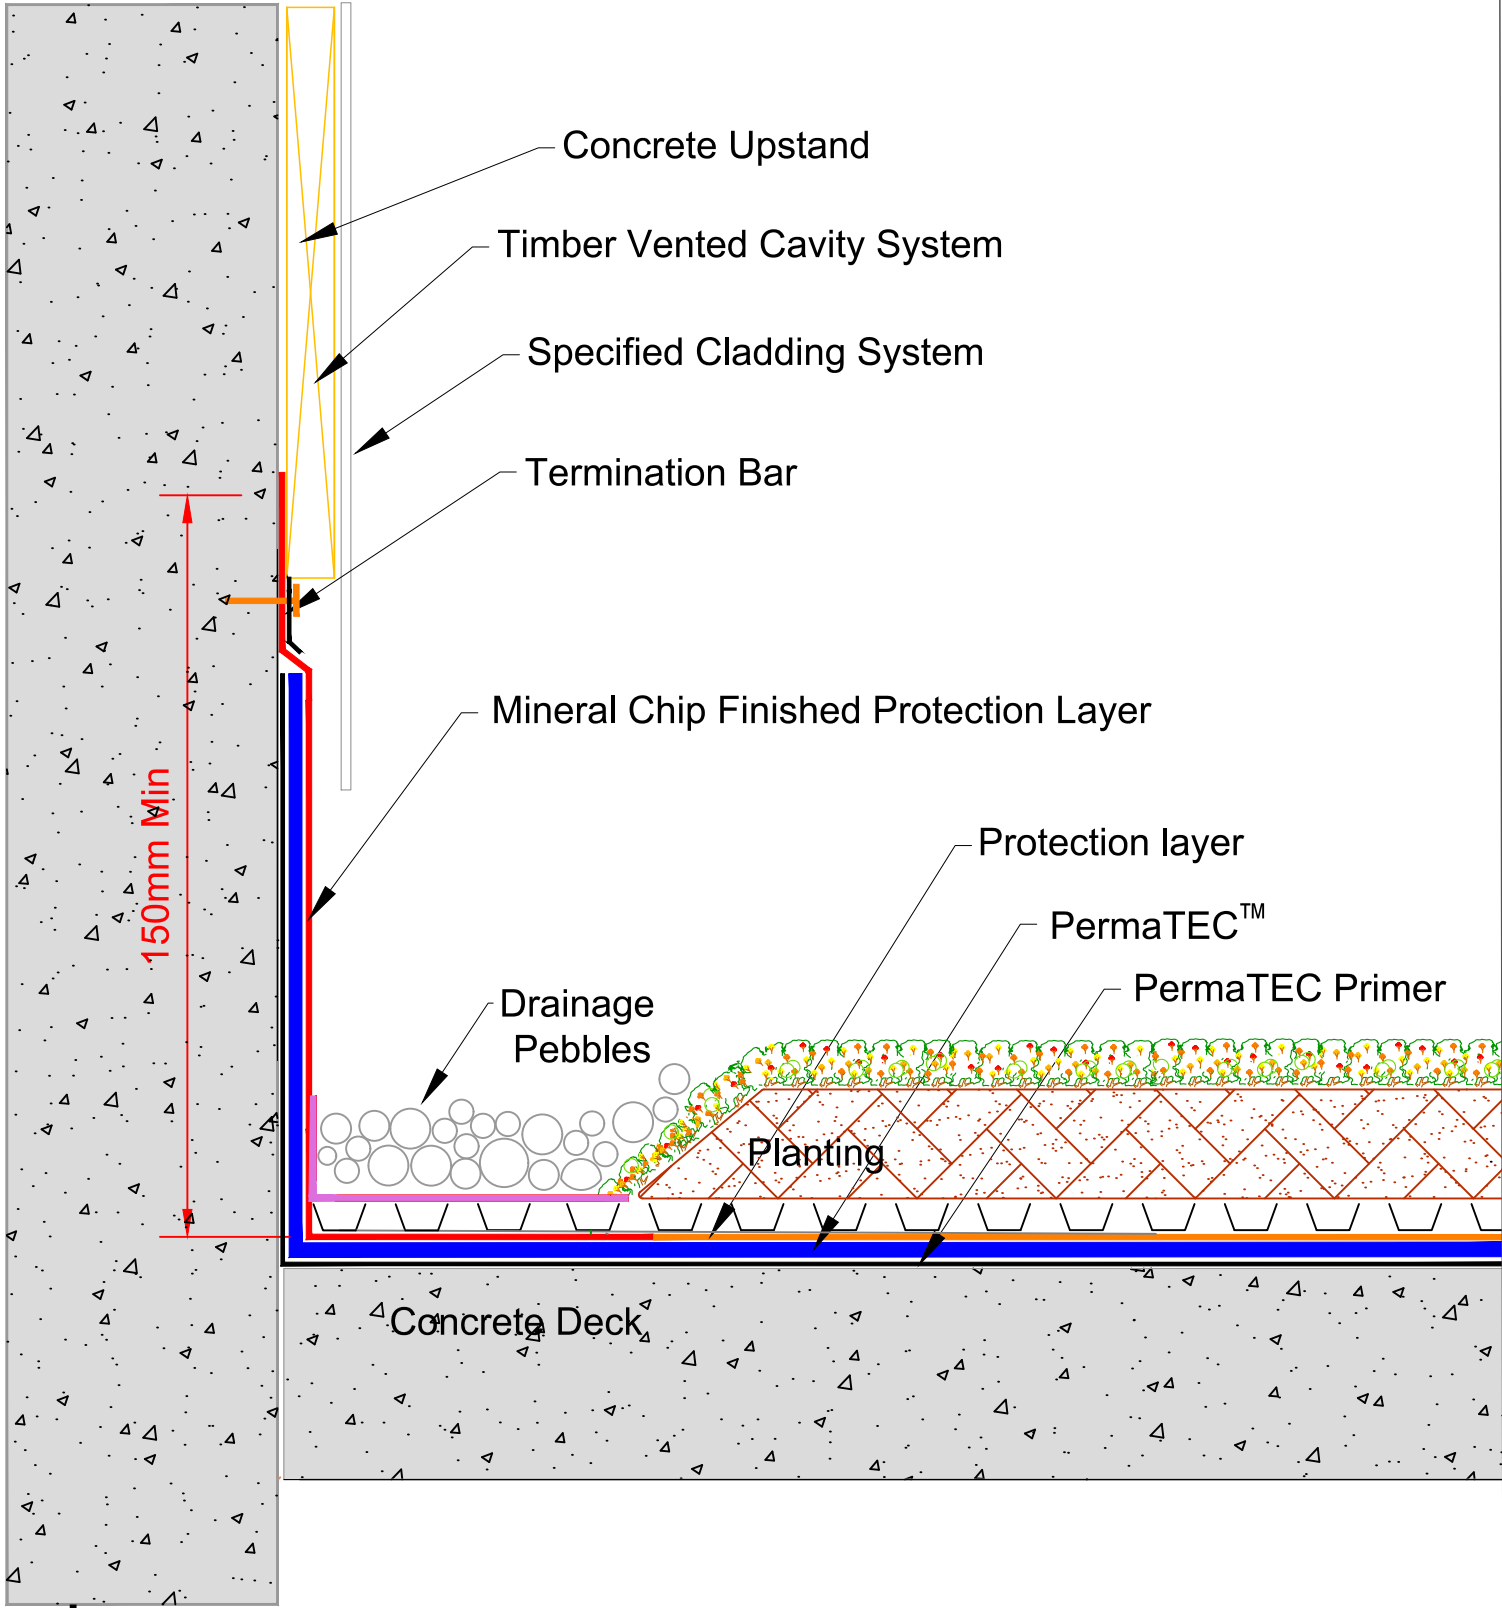 Concrete Upstand
Timber Vented Cavity System
Specified Cladding System
Termination Bar
Mineral Chip Finished Protection Layer
150mm Min
Protection layer
PermaTEC™
PermaTEC Primer
Drainage
Pebbles
Planting
Concrete Deck